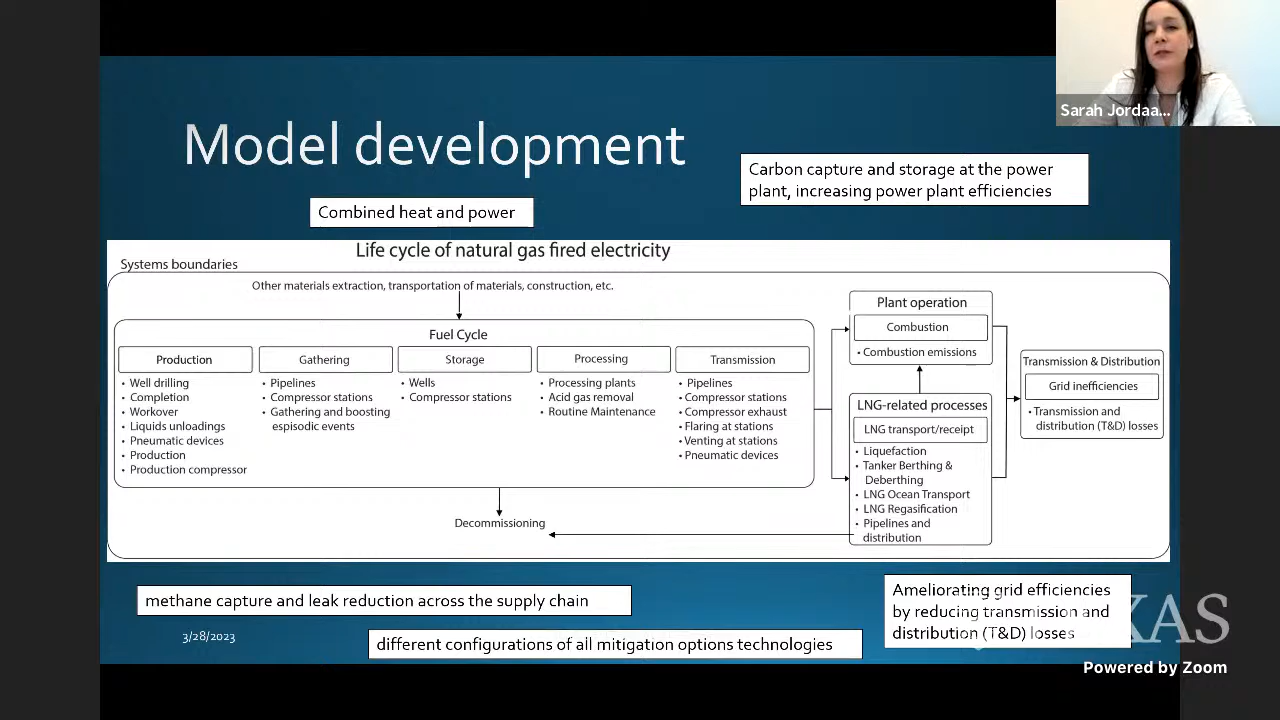 Sarah Jordaa...
Model development
Carbon capture and storage at the power
plant, increasing power plant efficiencies
Combined heat and power
Life cycle of natural gas fired electricity
Systems boundaries
Other materials extraction, transportation of materials, construction, etc.
Fuel Cycle
Production
• Well drilling
• Completion
• Workover
• Liquids unloadings
• Pneumatic devices
• Production
• Production compressor
Gathering
• Pipelines
• Compressor stations
• Gathering and boosting
espisodic events
Storage
• Wells
• Compressor stations
Processing
• Processing plants
• Acid gas removal
• Routine Maintenance
Transmission
• Pipelines
• Compressor stations
• Compressor exhaust
• Flaring at stations
• Venting at stations
• Pneumatic devices
Plant operation
Combustion
• Combustion emissions
LNG-related processes
LNG transport/receipt
• Liquefaction
• Tanker Berthing &
Deberthing
• LNG Ocean Transport
• LNG Regasification
• Pipelines and
distribution
Transmission & Distribution
Grid inefficiencies
• Transmission and
distribution (T&D) losses
Decommissioning
methane capture and leak reduction across the supply chain
Ameliorating grid efficiencies
by reducing transmission and
distribution (T&D) losses
3/28/2023
different configurations of all mitigation options technologies
XAS
Powered by Zoom